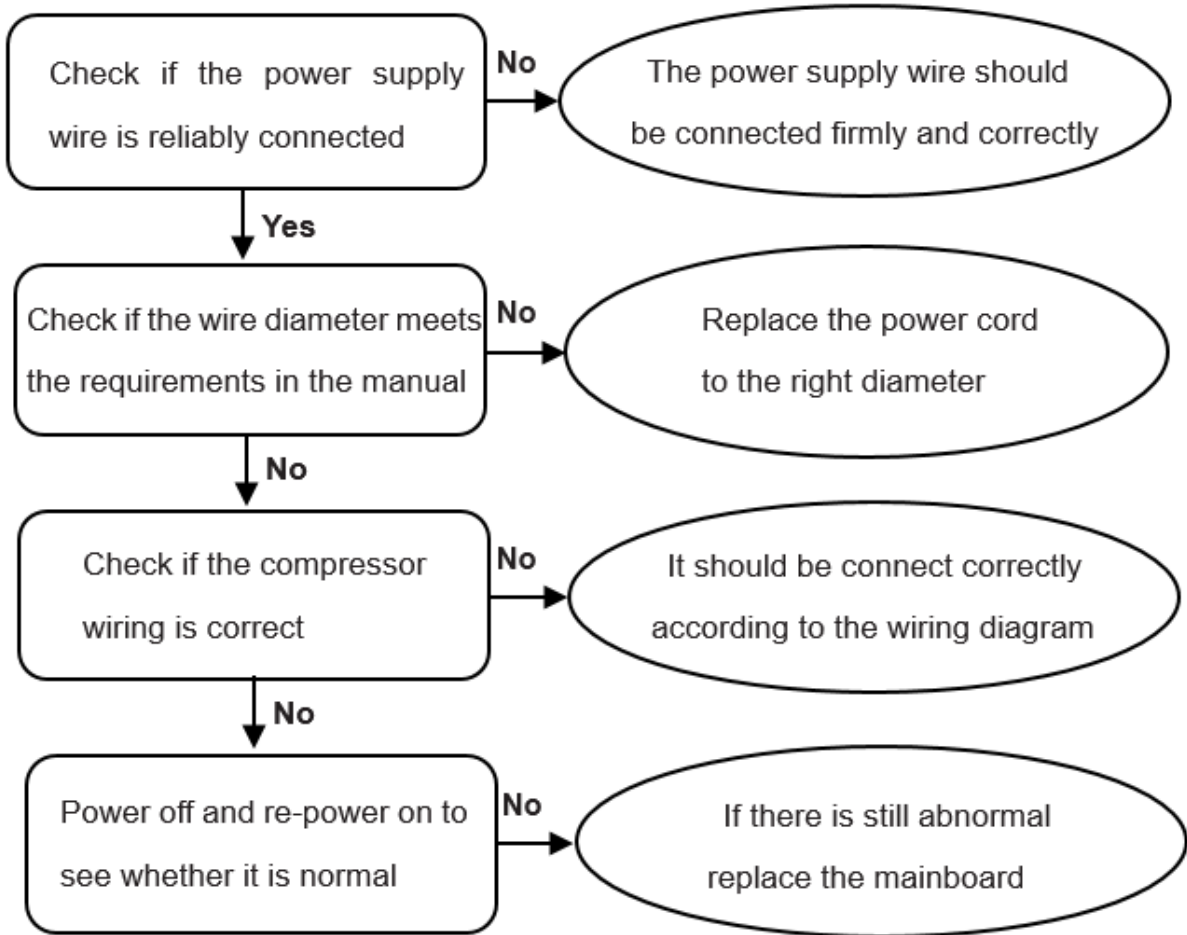 Check if the power supply
wire is reliably connected
No
The power supply wire should
be connected firmly and correctly
Yes
Check if the wire diameter meets
the requirements in the manual
No
Replace the power cord
to the right diameter
No
Check if the compressor
wiring is correct
No
It should be connect correctly
according to the wiring diagram
No
Power off and re-power on to
see whether it is normal
No
If there is still abnormal
replace the mainboard